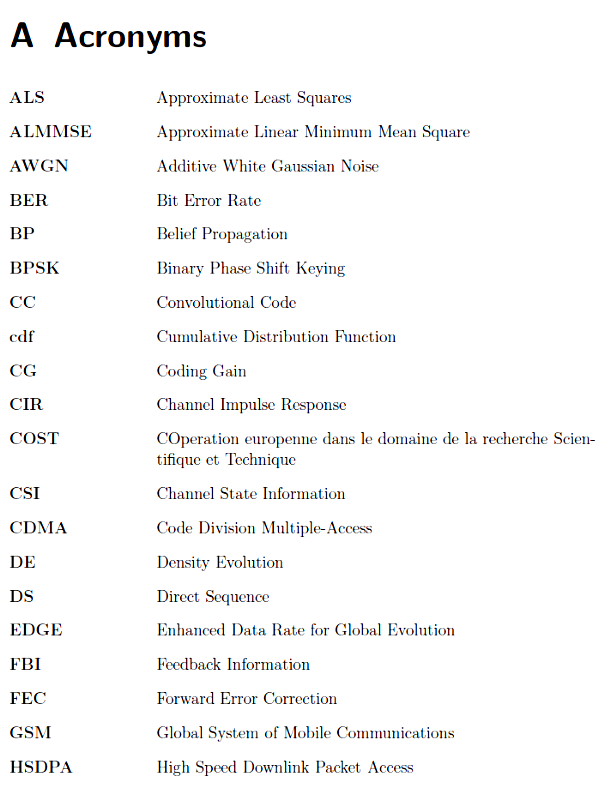 A Acronyms
ALS Approximate Least Squares
ALMMSE Approximate Linear Minimum Mean Square
AWGN Additive White Gaussian Noise
BER Bit Error Rate
BP Belief Propagation
BPSK Binary Phase Shift Keying
CC Convolutional Code
cdf Cumulative Distribution Function
CG Coding Gain
CIR Channel Impulse Response
COST COperation europenne dans le domaine de la recherche Scien-
tifique et Technique
CSI Channel State Information
CDMA Code Division Multiple-Access
DE Density Evolution
DS Direct Sequence
EDGE Enhanced Data Rate for Global Evolution
FBI Feedback Information
FEC Forward Error Correction
GSM Global System of Mobile Communications
HSDPA High Speed Downlink Packet Access